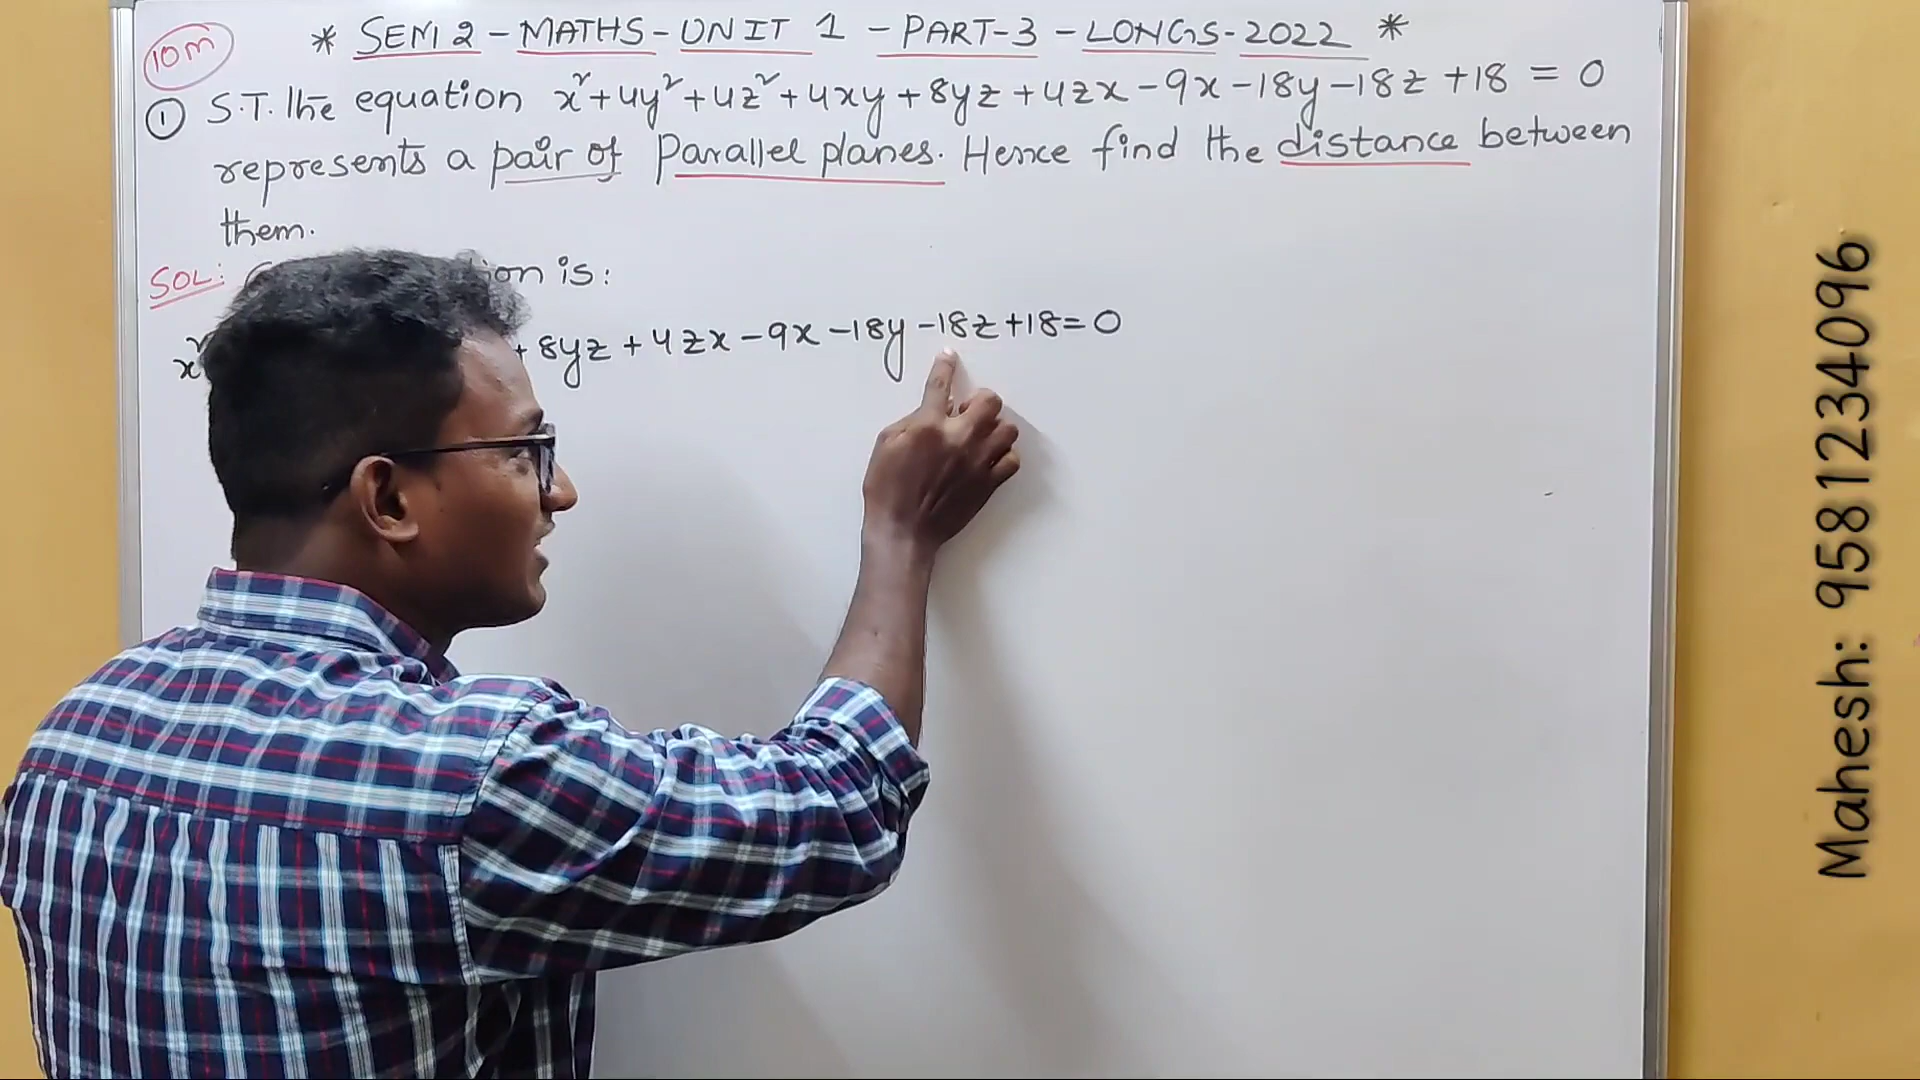 10m
* SEM 2 - MATHS - UNIT 1 - PART-3 - LONGS - 2022 *
① S.T. The equation x²+4y²+4z²+4xy+8yz+4zx-9x-18y-18z+18 = 0
represents a pair of Parallel planes. Hence find the distance between
them.
SOL: ion is:
x² + 8yz + 4zx - 9x - 18y - 18z + 18 = 0
Mahesh: 9581234096